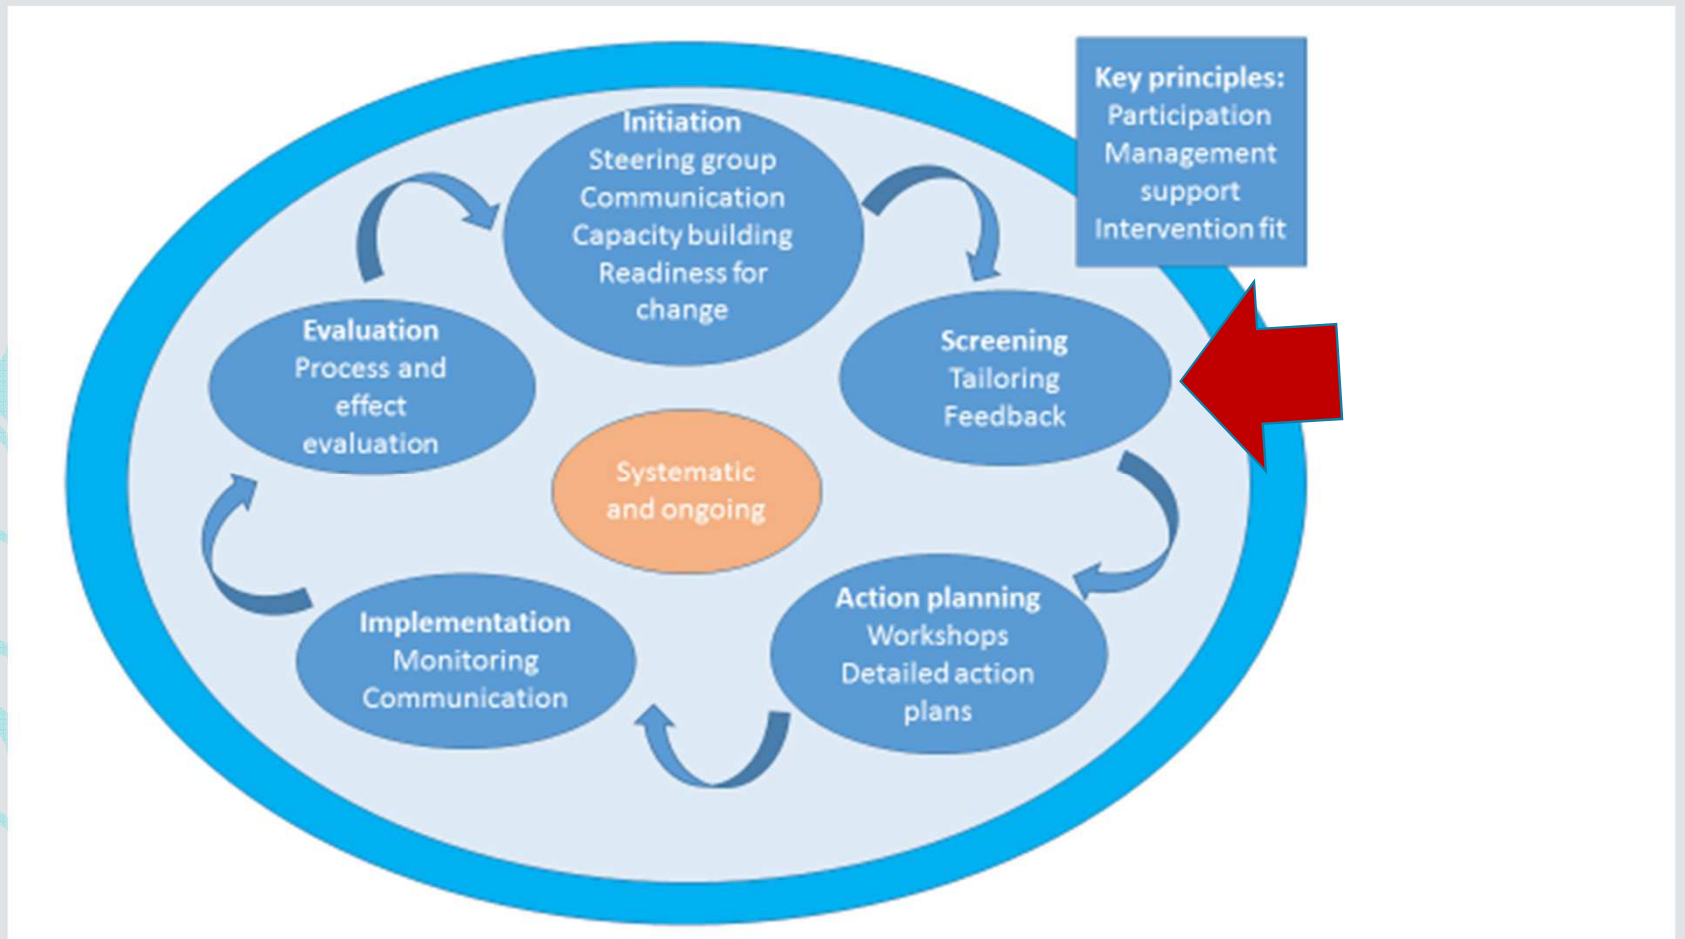 Initiation
Steering group
Communication
Capacity building
Readiness for
change
Key principles:
Participation
Management
support
Intervention fit
Screening
Tailoring
Feedback
Action planning
Workshops
Detailed action
plans
Implementation
Monitoring
Communication
Evaluation
Process and
effect
evaluation
Systematic
and ongoing